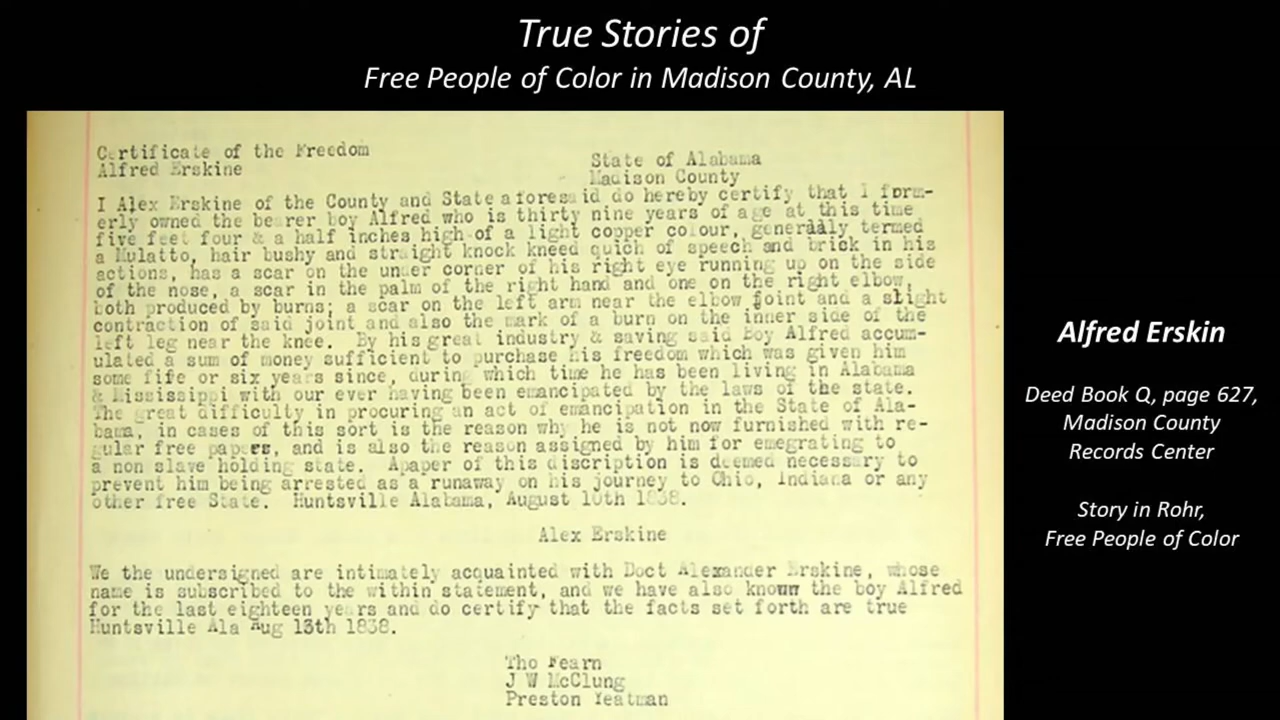 True Stories of
Free People of Color in Madison County, AL
Certificate of the Freedom
Alfred Erskine
State of Alabama
Madison County
I Alex Erskine of the County and State aforesaid do hereby certify that I form-
erly owned the bearer boy Alfred who is thirty nine years of age at this time
five feet four & a half inches high of a light copper colour, generally termed
a Mulatto, hair bushy and straight knock kneed quich of speech and brick in his
actions, has a scar on the under corner of his right eye running up on the side
of the nose, a scar in the palm of the right hand and one on the right elbow,
both produced by burns; a scar on the left arm near the elbow joint and a slight
contraction of said joint and also the mark of a burn on the inner side of the
left leg near the knee. By his great industry & saving said boy Alfred accum-
ulated a sum of money sufficient to purchase his freedom which was given him
some fife or six years since, during which time he has been living in Alabama
& Mississippi with our ever having been emancipated by the laws of the state.
The great difficulty in procuring an act of emancipation in the State of Ala-
bama, in cases of this sort is the reason why he is not now furnished with re-
gular free papers, and is also the reason assigned by him for emegrating to
a non slave holding state. Apaper of this discription is deemed necessary to
prevent him being arrested as a runaway on his journey to Ohio, Indiana or any
other free State. Huntsville Alabama, August 10th 1838.
Alex Erskine
We the undersigned are intimately acquainted with Doct Alexander Erskine, whose
name is subscribed to the within statement, and we have also known the boy Alfred
for the last eighteen years and do certify that the facts set forth are true
Huntsville Ala Aug 13th 1838.
Tho Fearn
J W McClung
Preston Yeatman
Alfred Erskin
Deed Book Q, page 627,
Madison County
Records Center
Story in Rohr,
Free People of Color